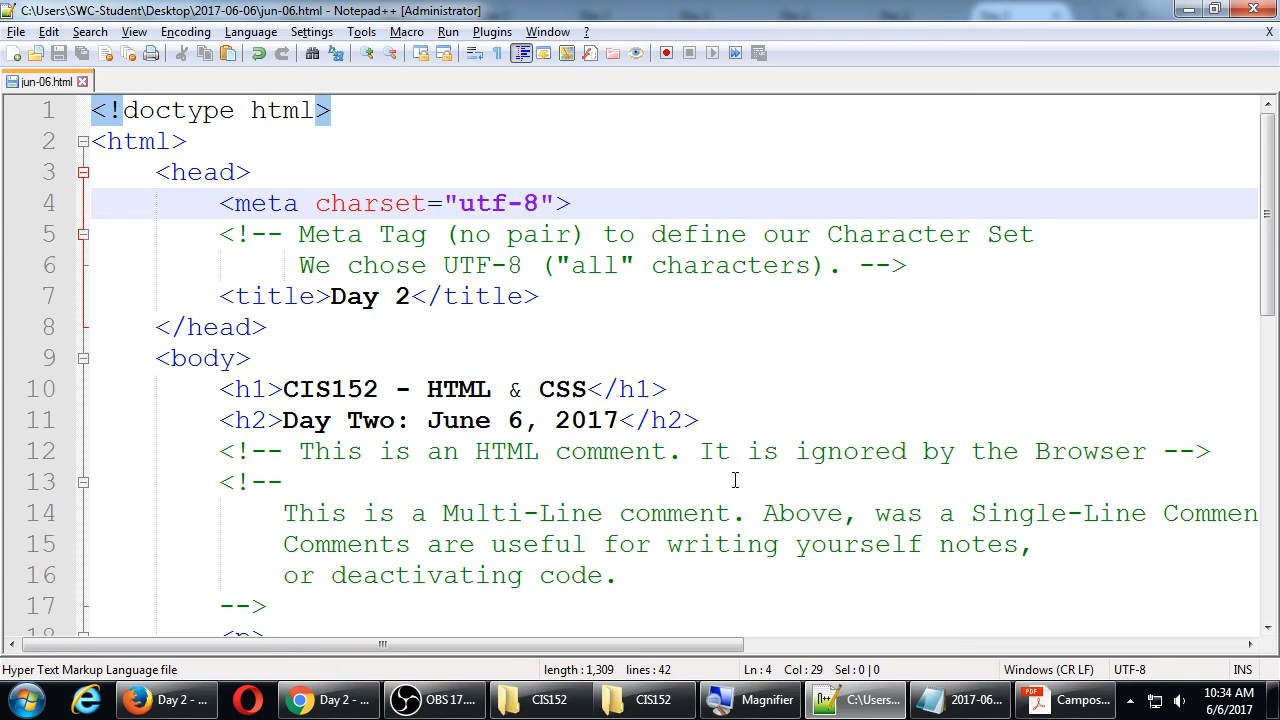 C:\Users\SWC-Student\Desktop\2017-06-06\jun-06.html - Notepad++ [Administrator]
File Edit Search View Encoding Language Settings Tools Macro Run Plugins Window ? X
jun-06.html
1 <!doctype html>
2 <html>
3 <head>
4 <meta charset="utf-8">
5 <!-- Meta Tag (no pair) to define our Character Set
6 We chose UTF-8 ("all" characters). -->
7 <title>Day 2</title>
8 </head>
9 <body>
10 <h1>CIS152 - HTML & CSS</h1>
11 <h2>Day Two: June 6, 2017</h2>
12 <!-- This is an HTML comment. It is ignored by the Browser -->
13 <!--
14 This is a Multi-Line comment. Above, was a Single-Line Commen
15 Comments are useful for writing yourself notes,
16 or deactivating code.
17 -->
18 <p>
Hyper Text Markup Language file length : 1,309 lines : 42 Ln : 4 Col : 29 Sel : 0 | 0 Windows (CR LF) UTF-8 INS
Day 2 - ... Day 2 - ... OBS 17.... CIS152 CIS152 Magnifier C:\Users... 2017-06... Campos... 10:34 AM
6/6/2017